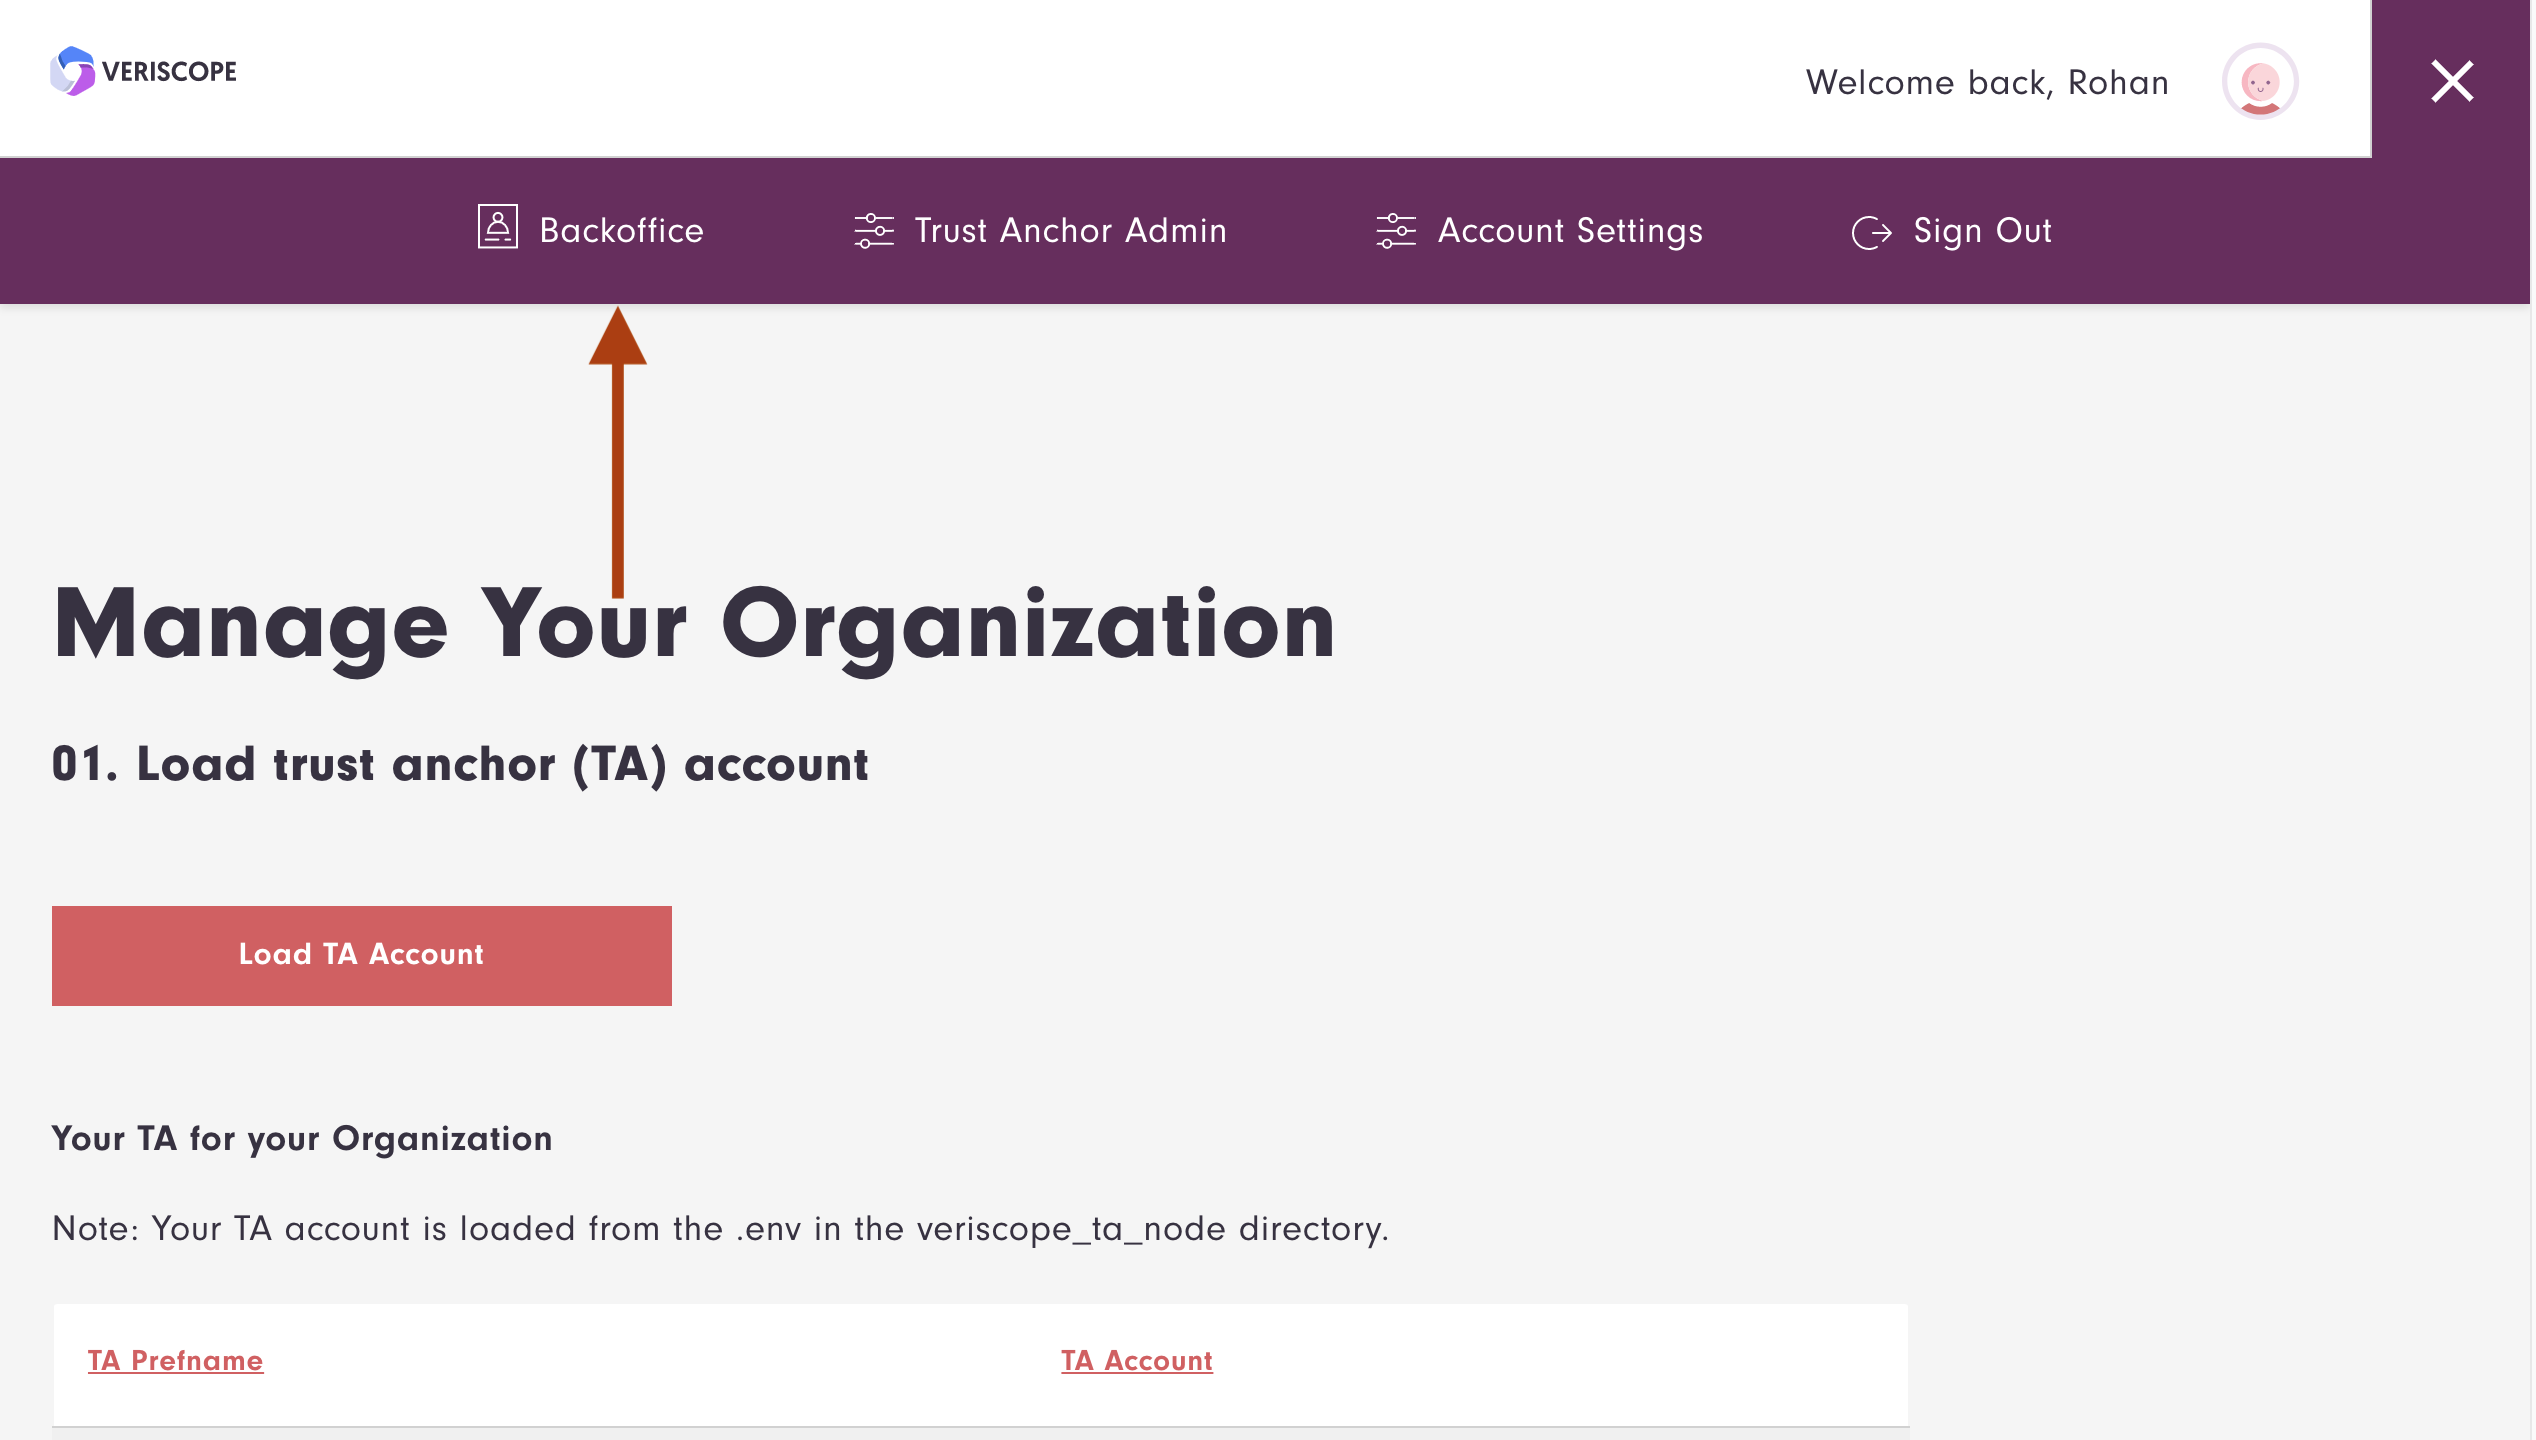 VERISCOPE
Welcome back, Rohan
Backoffice
Trust Anchor Admin
Account Settings
Sign Out
Manage Your Organization
01. Load trust anchor (TA) account
Load TA Account
Your TA for your Organization
Note: Your TA account is loaded from the .env in the veriscope_ta_node directory.
TA Prefname
TA Account